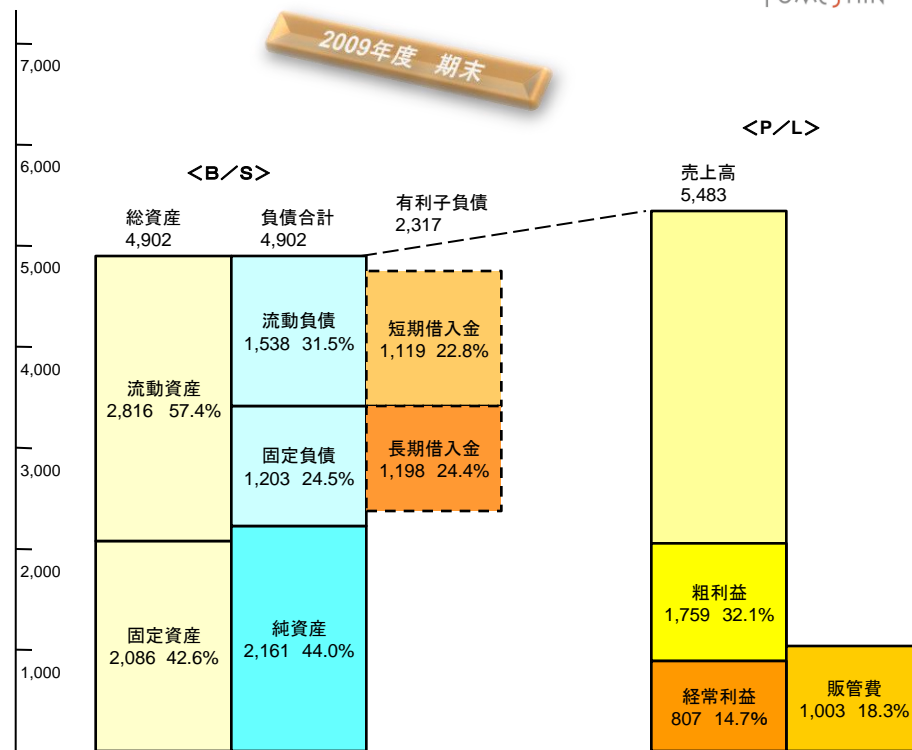 2009年度 期末
7,000
6,000
5,000
4,000
3,000
2,000
1,000
<B/S>
総資産
4,902
負債合計
4,902
有利子負債
2,317
流動資産
2,816 57.4%
固定資産
2,086 42.6%
流動負債
1,538 31.5%
固定負債
1,203 24.5%
純資産
2,161 44.0%
短期借入金
1,119 22.8%
長期借入金
1,198 24.4%
<P/L>
売上高
5,483
粗利益
1,759 32.1%
経常利益
807 14.7%
販管費
1,003 18.3%